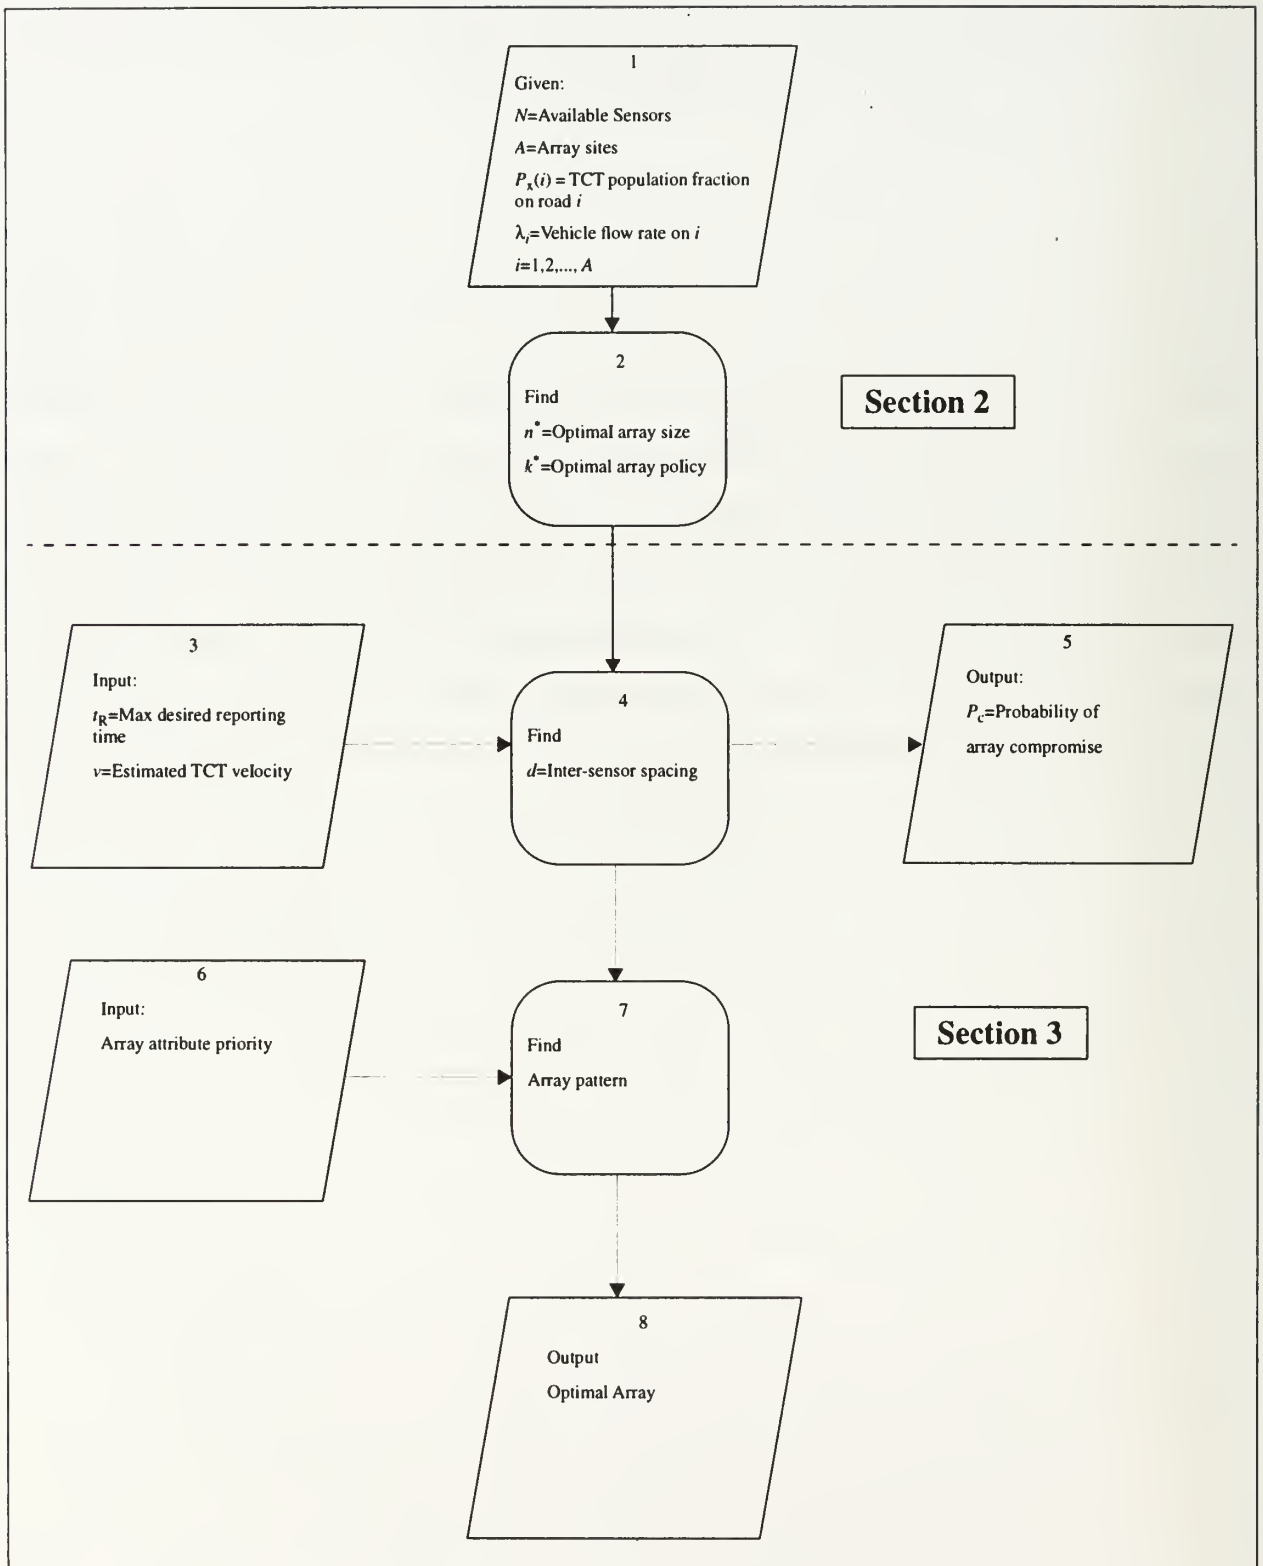 1
Given:
N=Available Sensors
A=Array sites
Pₓ(i) = TCT population fraction
on road i
λᵢ=Vehicle flow rate on i
i=1,2,..., A
2
Find
n*=Optimal array size
k*=Optimal array policy
Section 2
3
Input:
t_R=Max desired reporting
time
v=Estimated TCT velocity
4
Find
d=Inter-sensor spacing
5
Output:
P_c=Probability of
array compromise
6
Input:
Array attribute priority
7
Find
Array pattern
Section 3
8
Output
Optimal Array